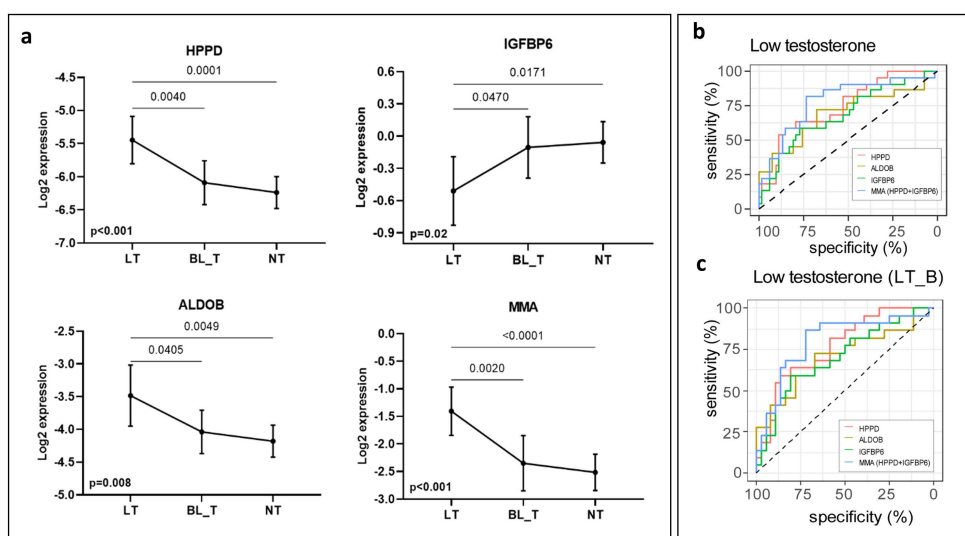 a
HPPD
Log2 expression
-4.5
-5.0
-5.5
-6.0
-6.5
-7.0
0.0001
0.0040
p<0.001
LT BL_T NT
IGFBP6
Log2 expression
0.6
0.3
0.0
-0.3
-0.6
-0.9
0.0171
0.0470
p=0.02
LT BL_T NT
ALDOB
Log2 expression
-2.5
-3.0
-3.5
-4.0
-4.5
-5.0
0.0049
0.0405
p=0.008
LT BL_T NT
MMA
Log2 expression
0.0
-0.5
-1.0
-1.5
-2.0
-2.5
-3.0
<0.0001
0.0020
p<0.001
LT BL_T NT
b
Low testosterone
sensitivity (%)
100
75
50
25
0
HPPD
ALDOB
IGFBP6
MMA (HPPD+IGFBP6)
100 75 50 25 0
specificity (%)
c
Low testosterone (LT_B)
sensitivity (%)
100
75
50
25
0
HPPD
ALDOB
IGFBP6
MMA (HPPD+IGFBP6)
100 75 50 25 0
specificity (%)